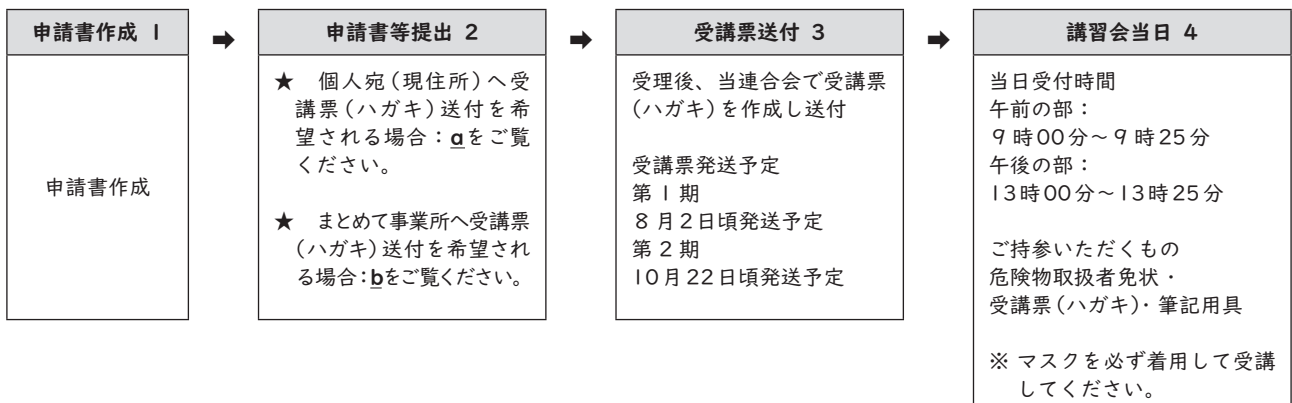 申請書作成 1
➡
申請書等提出 2
➡
受講票送付 3
➡
講習会当日 4
申請書作成
★ 個人宛(現住所)へ受
講票(ハガキ)送付を希
望される場合:aをご覧
ください。
★ まとめて事業所へ受講票
(ハガキ)送付を希望され
る場合:bをご覧ください。
受理後、当連合会で受講票
(ハガキ)を作成し送付
受講票発送予定
第1期
8月2日頃発送予定
第2期
10月22日頃発送予定
当日受付時間
午前の部:
9時00分~9時25分
午後の部:
13時00分~13時25分
ご持参いただくもの
危険物取扱者免状・
受講票(ハガキ)・筆記用具
※ マスクを必ず着用して受講
してください。